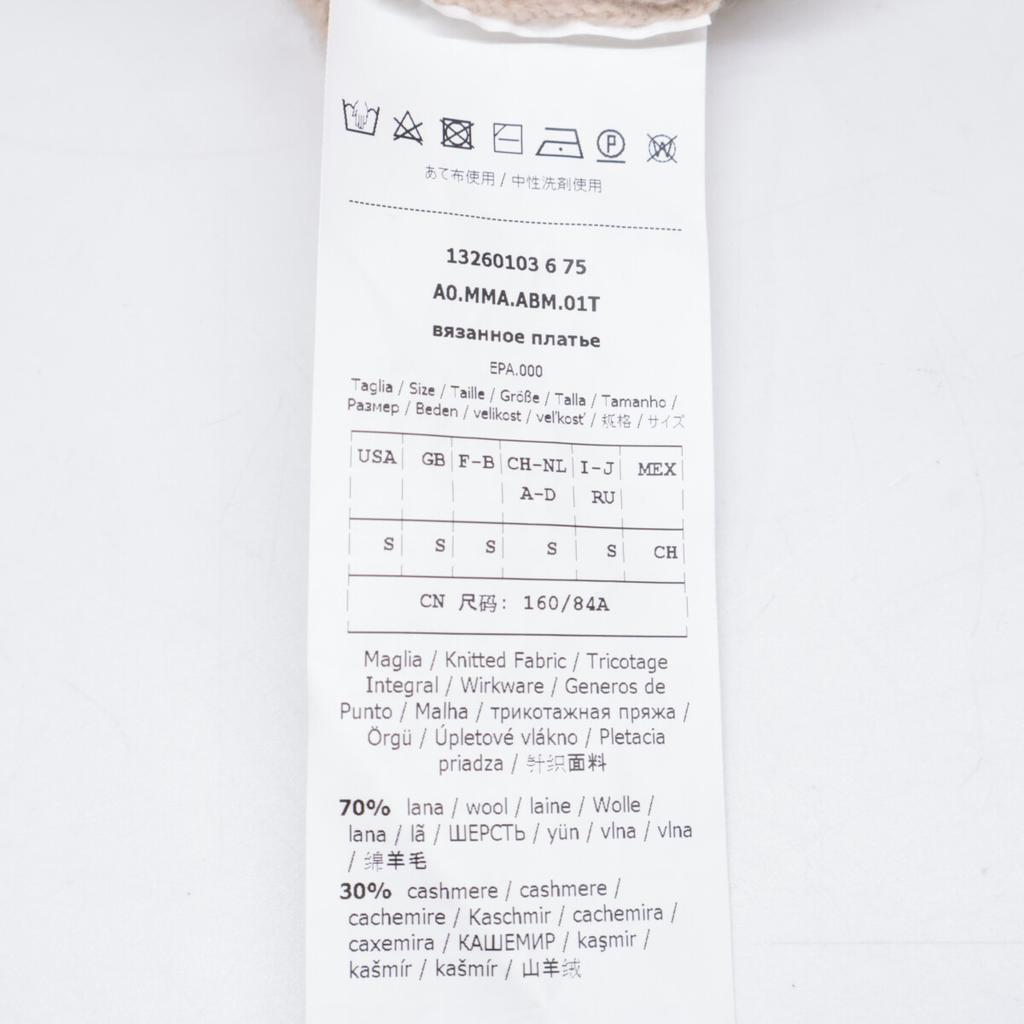 あて布使用 / 中性洗剤使用
13260103 6 75
A0.MMA.ABM.01T
вязанное платье
EPA.000
Taglia / Size / Taille / Größe / Talla / Tamanho /
Размер / Beden / velikost / veľkosť / 规格 / サイズ
USA GB F-B CH-NL I-J MEX
A-D RU
S S S S S CH
CN 尺码: 160/84A
Maglia / Knitted Fabric / Tricotage
Integral / Wirkware / Generos de
Punto / Malha / трикотажная пряжа /
Örgü / Úpletové vlákno / Pletacia
priadza / 针织面料
70% lana / wool / laine / Wolle /
lana / lã / ШЕРСТЬ / yün / vlna / vlna
/ 绵羊毛
30% cashmere / cashmere /
cachemire / Kaschmir / cachemira /
caxemira / КАШЕМИР / kaşmir /
kašmír / kašmír / 山羊绒